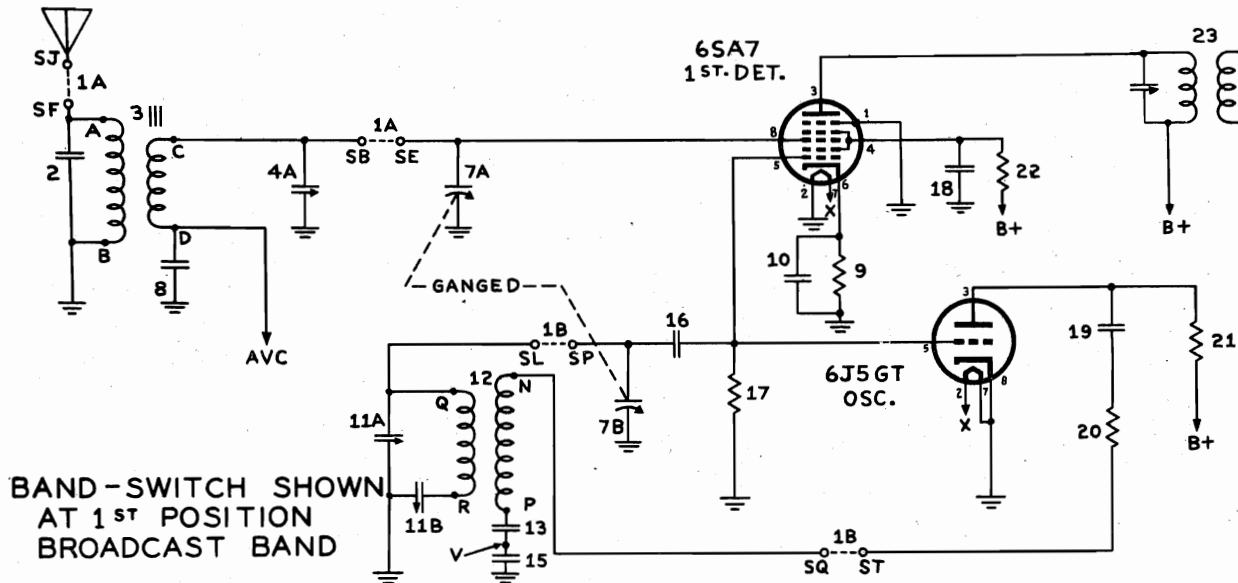 SJ
1A
SF
A
2
B
3
C
D
8
AVC
4A
1A
SB SE
7A
GANGED
6SA7
1ST. DET.
3
8
5
1
4
2
7
6
X
10
9
18
22
B+
23
B+
1B
SL SP
16
12 N
Q
11A
R
11B
P
13
V
15
7B
17
6J5GT
OSC.
3
5
2
7
8
X
19
20
21
B+
1B
SQ ST
BAND-SWITCH SHOWN
AT 1ST POSITION
BROADCAST BAND